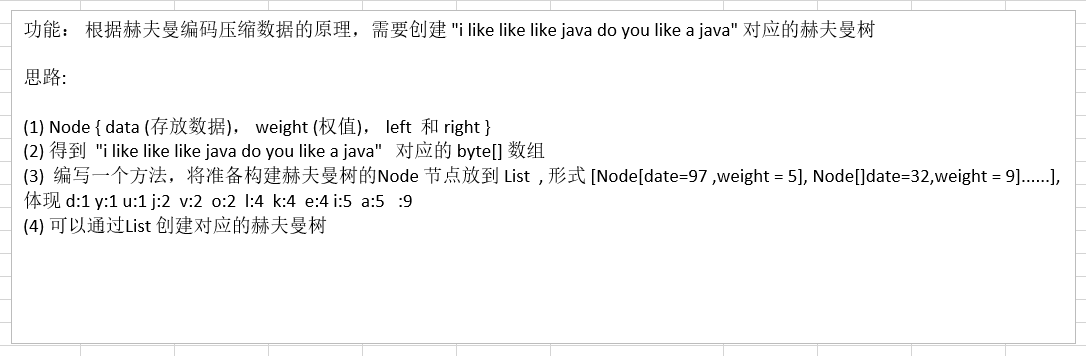 功能： 根据赫夫曼编码压缩数据的原理，需要创建 "i like like like java do you like a java" 对应的赫夫曼树
思路:
(1) Node { data (存放数据)， weight (权值)， left 和 right }
(2) 得到 "i like like like java do you like a java" 对应的 byte[] 数组
(3) 编写一个方法，将准备构建赫夫曼树的Node 节点放到 List , 形式 [Node[date=97 ,weight = 5], Node[]date=32,weight = 9]......],
体现 d:1 y:1 u:1 j:2 v:2 o:2 l:4 k:4 e:4 i:5 a:5 :9
(4) 可以通过List 创建对应的赫夫曼树